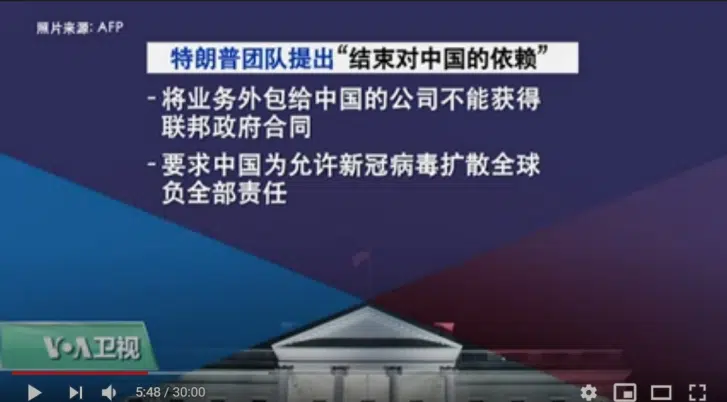 照片来源: AFP
特朗普团队提出“结束对中国的依赖”
- 将业务外包给中国的公司不能获得
联邦政府合同
- 要求中国为允许新冠病毒扩散全球
负全部责任
VOA卫视
5:48 / 30:00